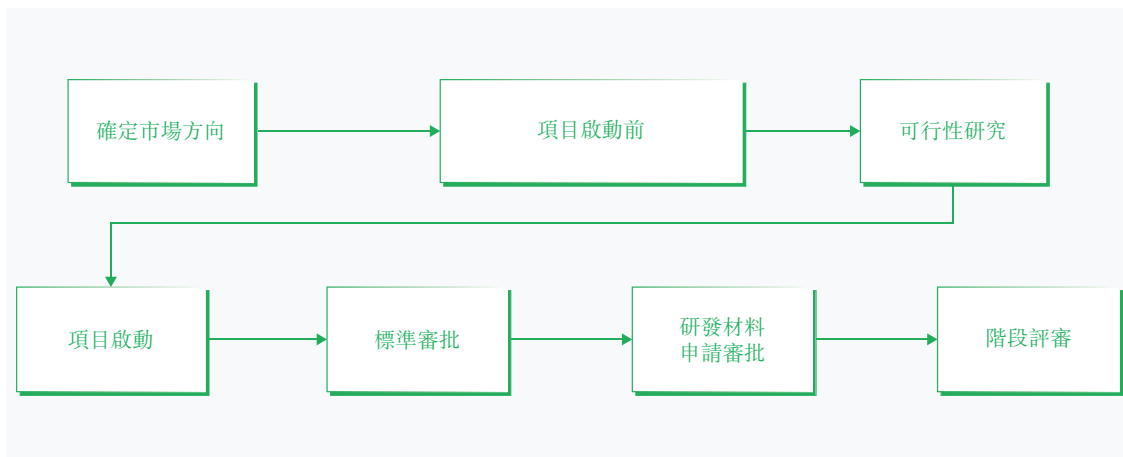 確定市場方向
項目啟動前
可行性研究
項目啟動
標準審批
研發材料
申請審批
階段評審